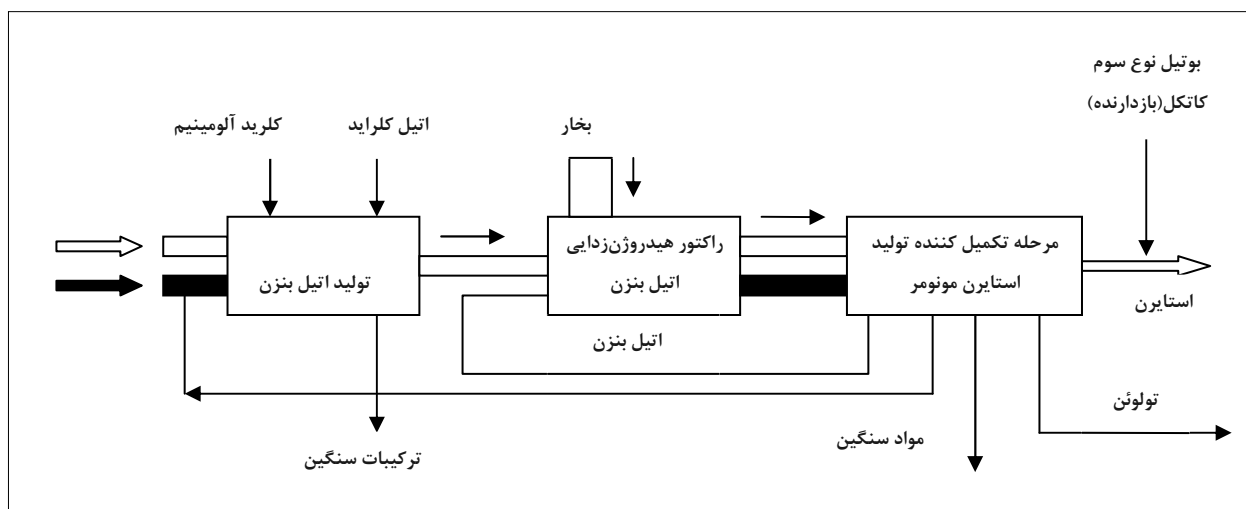 بوتیل نوع سوم
کاتکل(بازدارنده)
بخار
اتیل کلراید
کلرید آلومینیم
تولید اتیل بنزن
راکتور هیدروژن‌زدایی
اتیل بنزن
مرحله تکمیل کننده تولید
استایرن مونومر
استایرن
اتیل بنزن
تولوئن
مواد سنگین
ترکیبات سنگین